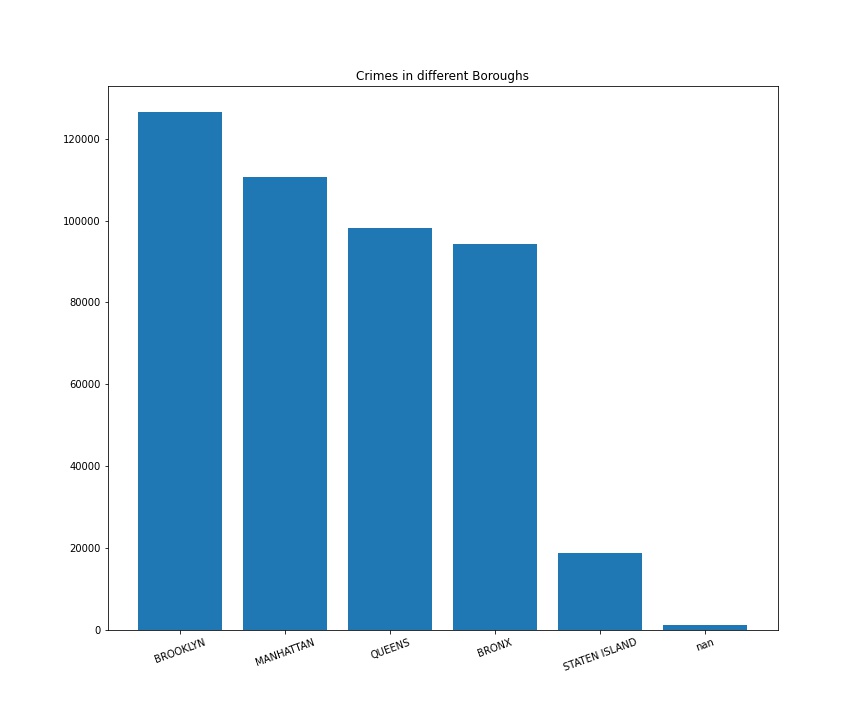 Crimes in different Boroughs
120000
100000
80000
60000
40000
20000
0
BROOKLYN
MANHATTAN
QUEENS
BRONX
STATEN ISLAND
nan